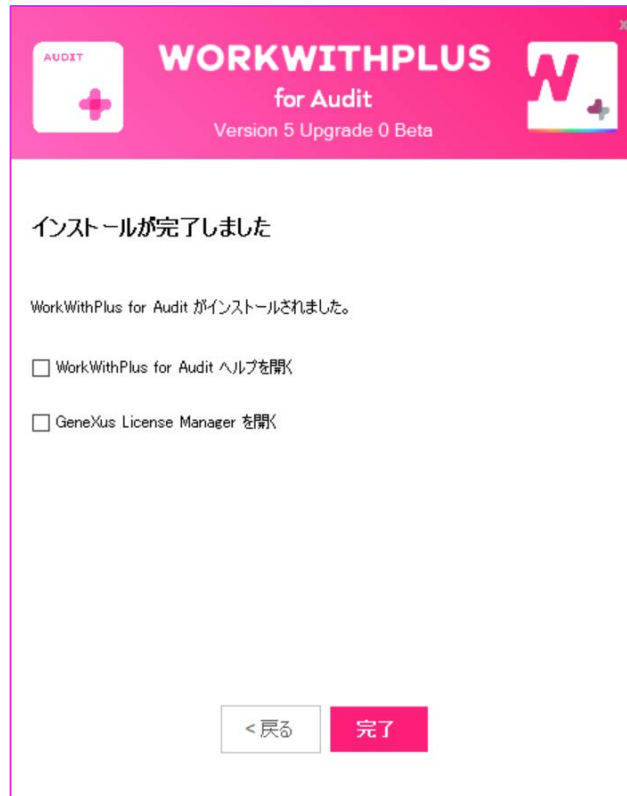 x
AUDIT
WORKWITHPLUS
for Audit
Version 5 Upgrade 0 Beta
インストールが完了しました
WorkWithPlus for Audit がインストールされました。
WorkWithPlus for Audit ヘルプを開く
GeneXus License Manager を開く
< 戻る
完了